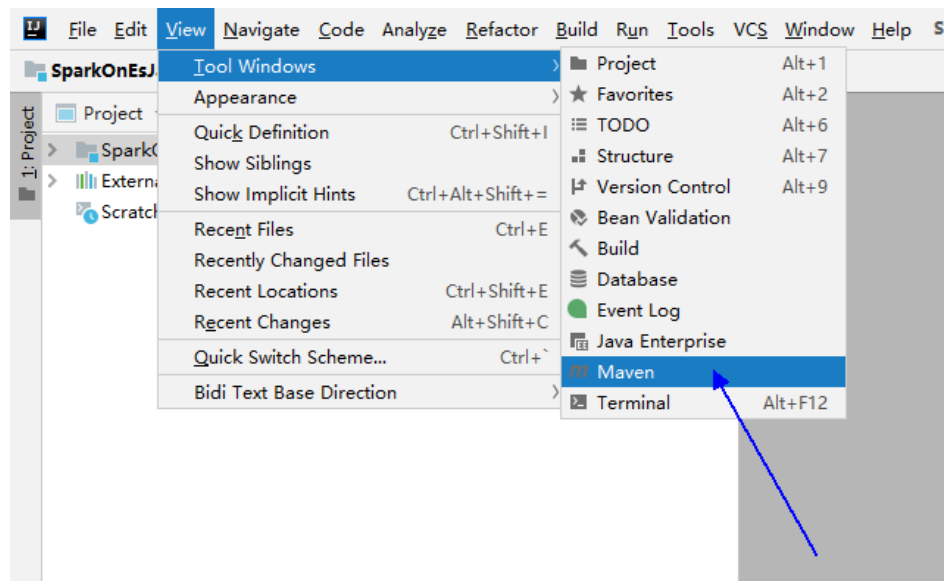 IJ File Edit View Navigate Code Analyze Refactor Build Run Tools VCS Window Help S
SparkOnEsJ
1: Project
Project
Spark
Externa
Scratch
Tool Windows
Appearance
Quick Definition Ctrl+Shift+I
Show Siblings
Show Implicit Hints Ctrl+Alt+Shift+=
Recent Files Ctrl+E
Recently Changed Files
Recent Locations Ctrl+Shift+E
Recent Changes Alt+Shift+C
Quick Switch Scheme... Ctrl+`
Bidi Text Base Direction
Project Alt+1
Favorites Alt+2
TODO Alt+6
Structure Alt+7
Version Control Alt+9
Bean Validation
Build
Database
Event Log
Java Enterprise
Maven
Terminal Alt+F12